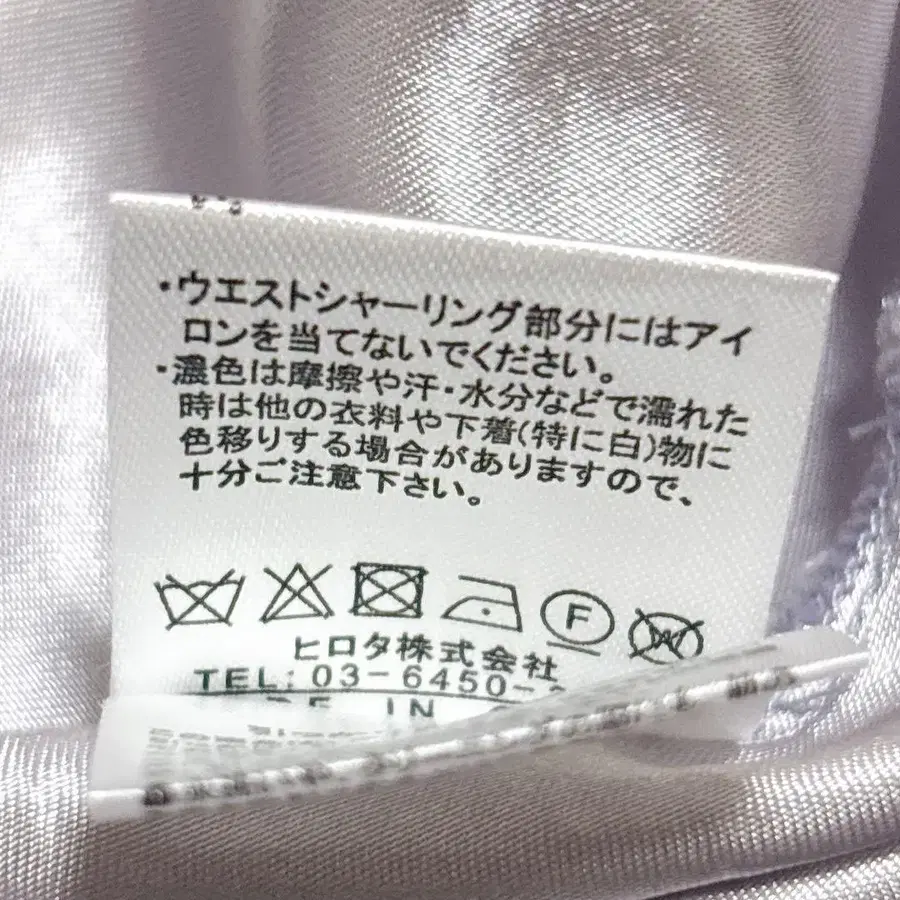 ・ウエストシャーリング部分にはアイ
ロンを当てないでください。
・濃色は摩擦や汗・水分などで濡れた
時は他の衣料や下着(特に白)物に
色移りする場合がありますので、
十分ご注意下さい。
F
W
ヒロタ株式会社
TEL: 03-6450-
IN